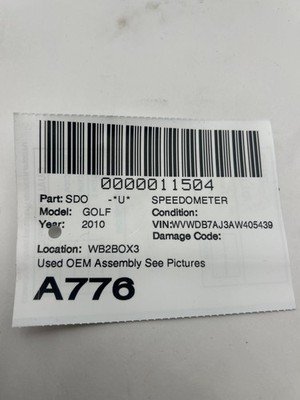 0000011504
Part: SDO -*U* SPEEDOMETER
Model: GOLF Condition:
Year: 2010 VIN:WVWDB7AJ3AW405439
Damage Code:
Location: WB2BOX3
Used OEM Assembly See Pictures
A776